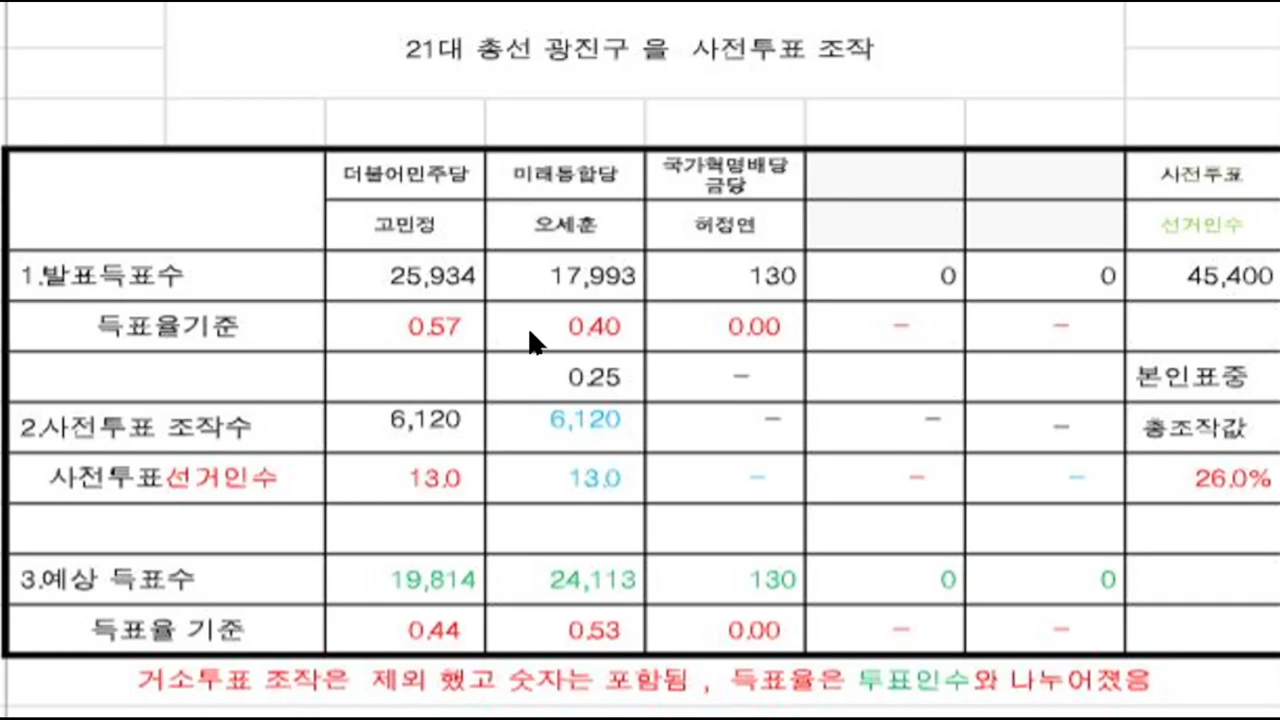 21대 총선 광진구 을 사전투표 조작
더불어민주당 미래통합당 국가혁명배당금당 사전투표
고민정 오세훈 허정연 선거인수
1.발표득표수 25,934 17,993 130 0 0 45,400
득표율기준 0.57 0.40 0.00 - -
0.25 - 본인표중
2.사전투표 조작수 6,120 6,120 - - - 총조작값
사전투표선거인수 13.0 13.0 - - - 26.0%
3.예상 득표수 19,814 24,113 130 0 0
득표율 기준 0.44 0.53 0.00 - -
거소투표 조작은 제외 했고 숫자는 포함됨 , 득표율은 투표인수와 나누어졌음